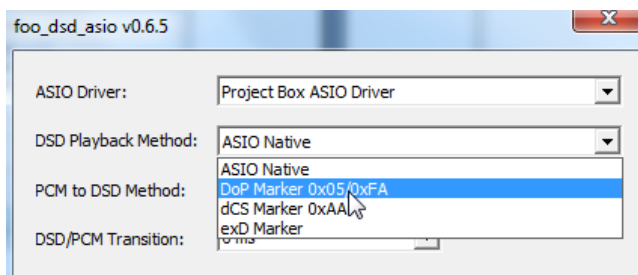 foo_dsd_asio v0.6.5
ASIO Driver: Project Box ASIO Driver
DSD Playback Method: ASIO Native
ASIO Native
PCM to DSD Method: DoP Marker 0x05/0xFA
dCS Marker 0xAA
DSD/PCM Transition: exD Marker